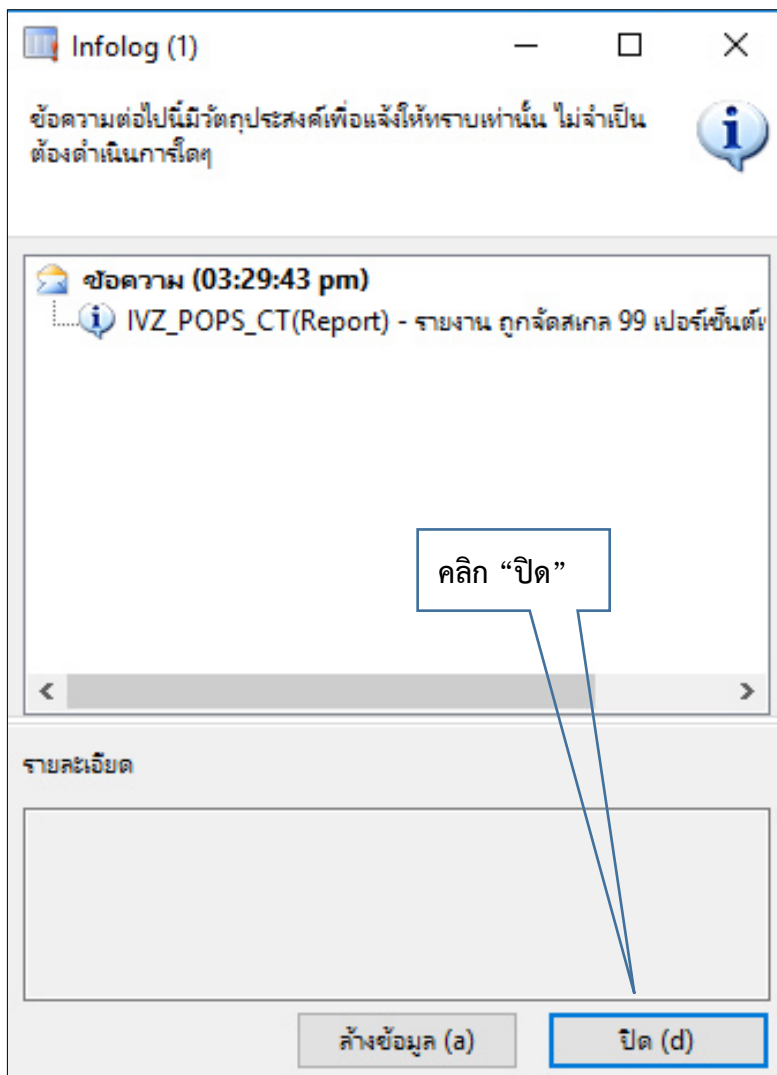 Infolog (1)
ข้อความต่อไปนี้มีวัตถุประสงค์เพื่อแจ้งให้ทราบเท่านั้น ไม่จำเป็น
ต้องดำเนินการใดๆ
ข้อความ (03:29:43 pm)
IVZ_POPS_CT(Report) - รายงาน ถูกจัดสเกล 99 เปอร์เซ็นต์
คลิก “ปิด”
รายละเอียด
ล้างข้อมูล (a)
ปิด (d)